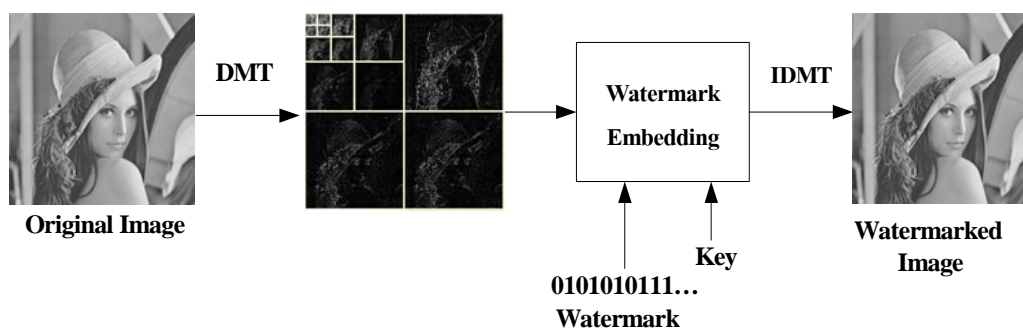 DMT
Original Image
Watermark
Embedding
IDMT
0101010111…
Watermark
Key
Watermarked
Image